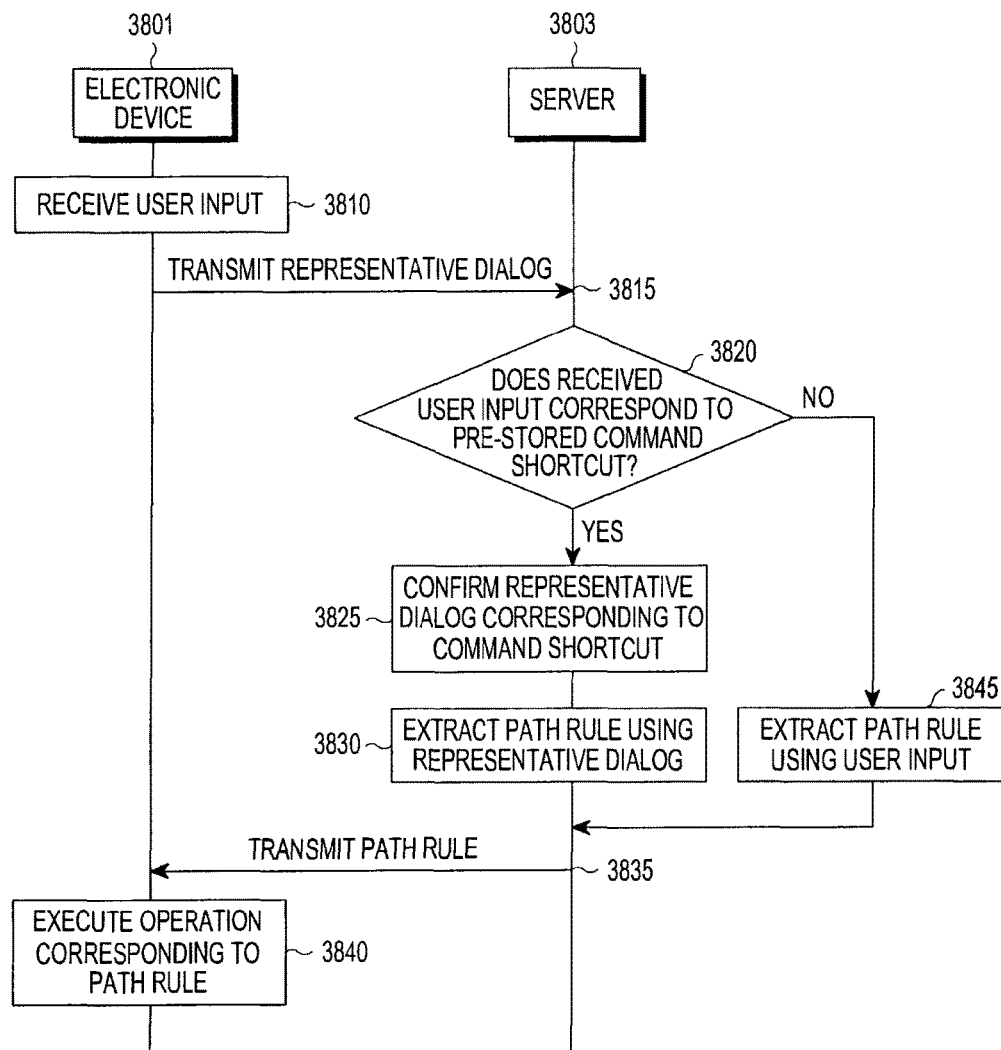 3801
3803
ELECTRONIC
DEVICE
SERVER
RECEIVE USER INPUT
3810
TRANSMIT REPRESENTATIVE DIALOG
3815
3820
DOES RECEIVED
USER INPUT CORRESPOND TO
PRE-STORED COMMAND
SHORTCUT?
NO
YES
3825
CONFIRM REPRESENTATIVE
DIALOG CORRESPONDING TO
COMMAND SHORTCUT
3845
3830
EXTRACT PATH RULE USING
REPRESENTATIVE DIALOG
EXTRACT PATH RULE
USING USER INPUT
TRANSMIT PATH RULE
3835
EXECUTE OPERATION
CORRESPONDING TO
PATH RULE
3840